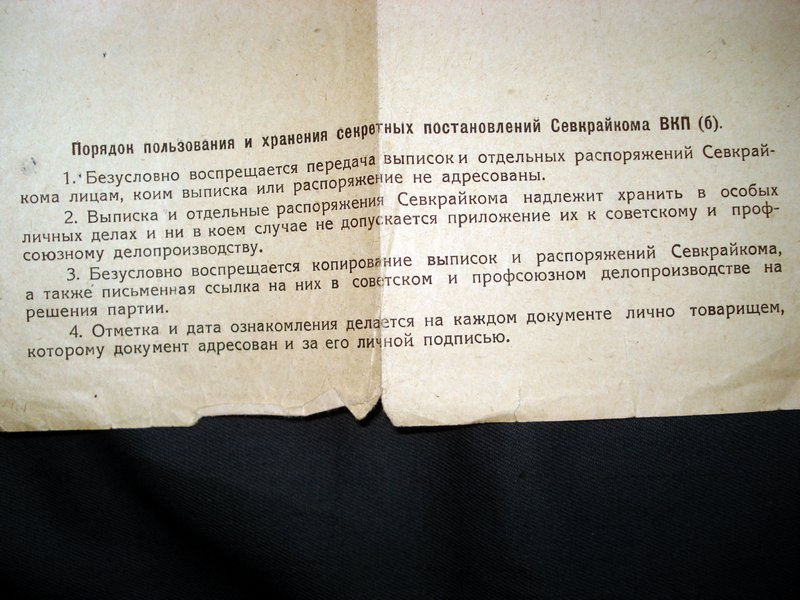 Порядок пользования и хранения секретных постановлений Севкрайкома ВКП (б).
1. Безусловно воспрещается передача выписок и отдельных распоряжений Севкрай-
кома лицам, коим выписка или распоряжение не адресованы.
2. Выписка и отдельные распоряжения Севкрайкома надлежит хранить в особых
личных делах и ни в коем случае не допускается приложение их к советскому и проф-
союзному делопроизводству.
3. Безусловно воспрещается копирование выписок и распоряжений Севкрайкома,
а также письменная ссылка на них в советском и профсоюзном делопроизводстве на
решения партии.
4. Отметка и дата ознакомления делается на каждом документе лично товарищем,
которому документ адресован и за его личной подписью.